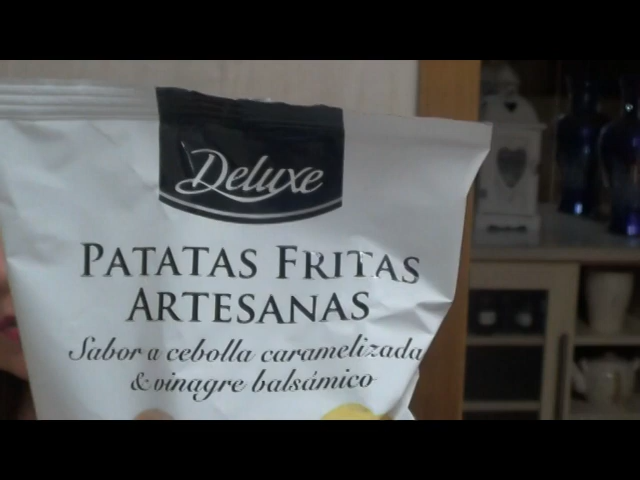 Deluxe
PATATAS FRITAS
ARTESANAS
Sabor a cebolla caramelizada
& vinagre balsámico